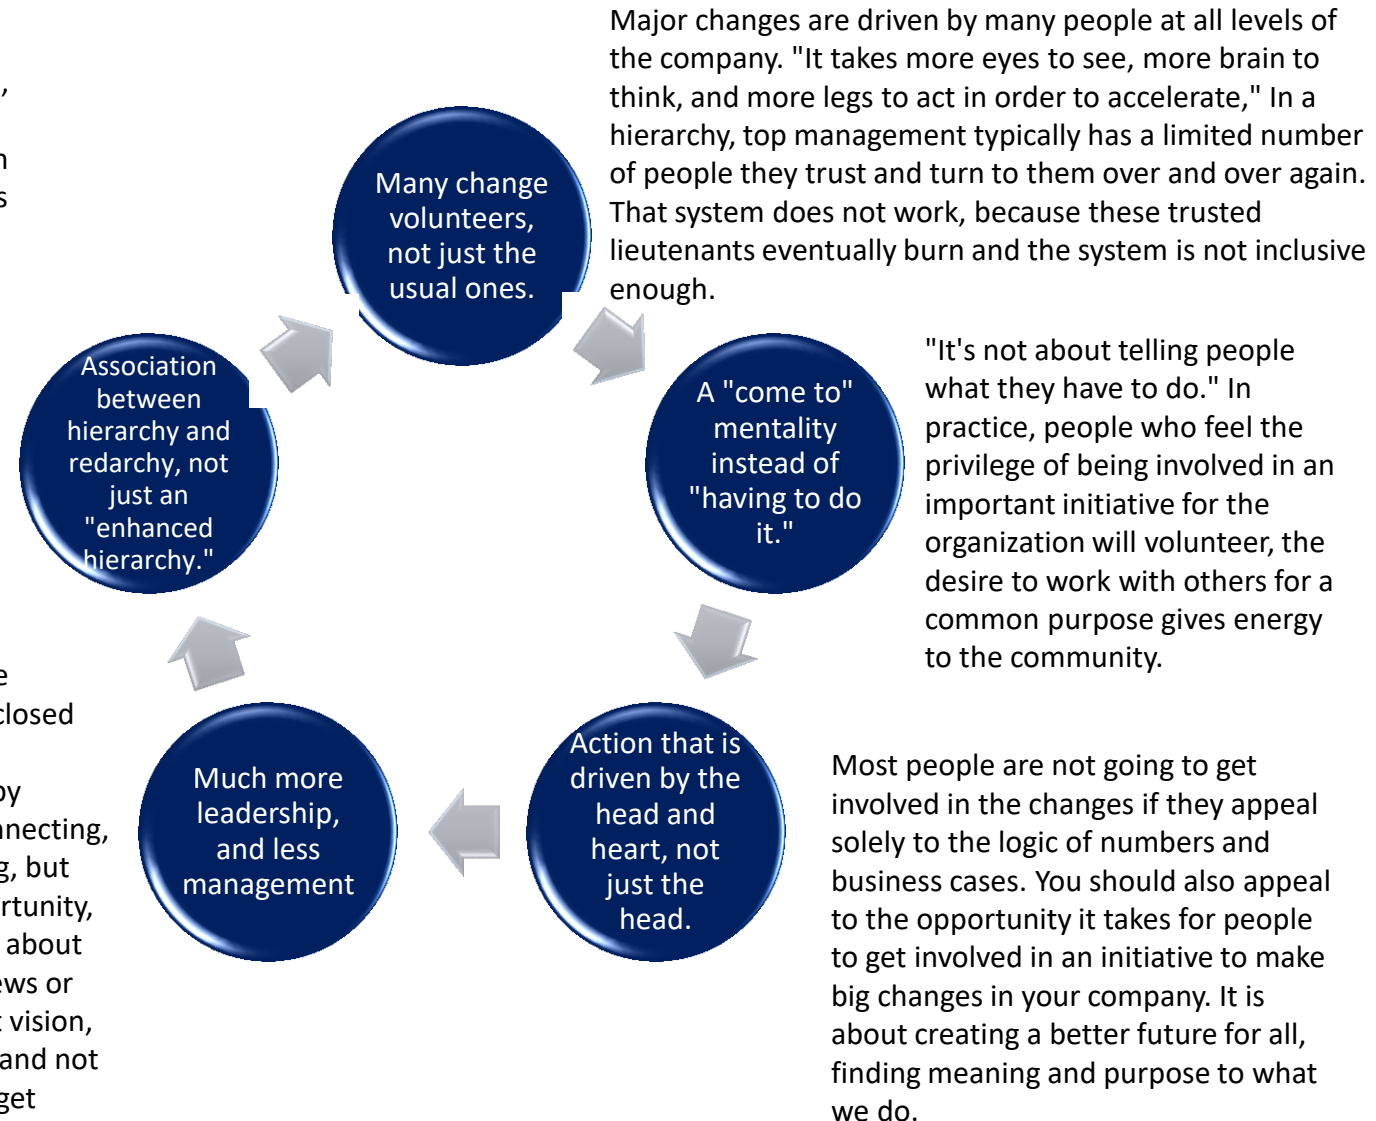 Major changes are driven by many people at all levels of
the company. "It takes more eyes to see, more brain to
think, and more legs to act in order to accelerate," In a
hierarchy, top management typically has a limited number
of people they trust and turn to them over and over again.
That system does not work, because these trusted
lieutenants eventually burn and the system is not inclusive
enough.
Many change
volunteers,
not just the
usual ones.
"It's not about telling people
what they have to do." In
practice, people who feel the
privilege of being involved in an
important initiative for the
organization will volunteer, the
desire to work with others for a
common purpose gives energy
to the community.
A "come to"
mentality
instead of
"having to do
it."
Association
between
hierarchy and
redarchy, not
just an
"enhanced
hierarchy."
Most people are not going to get
involved in the changes if they appeal
solely to the logic of numbers and
business cases. You should also appeal
to the opportunity it takes for people
to get involved in an initiative to make
big changes in your company. It is
about creating a better future for all,
finding meaning and purpose to what
we do.
Action that is
driven by the
head and
heart, not
just the
head.
Much more
leadership,
and less
management
closed
but
about
or
vision,
and not
get